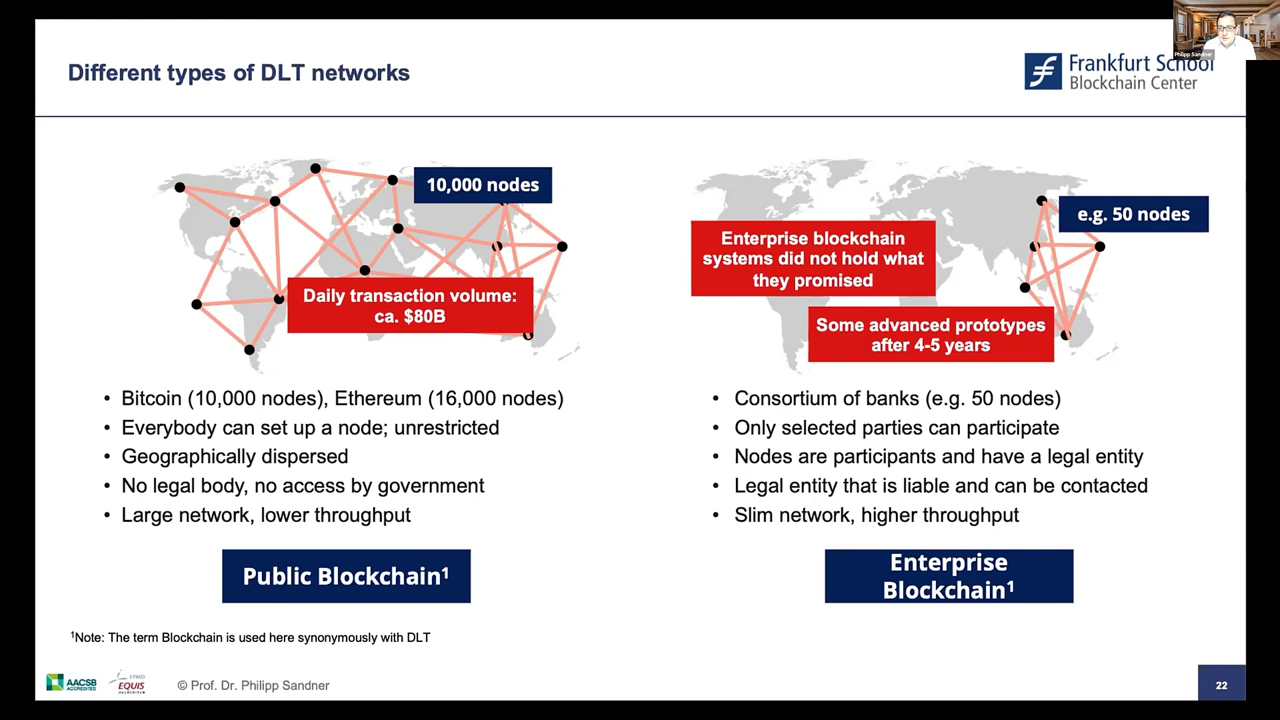 Philipp Sandner
Different types of DLT networks
Frankfurt School
Blockchain Center
10,000 nodes
Daily transaction volume:
ca. $80B
• Bitcoin (10,000 nodes), Ethereum (16,000 nodes)
• Everybody can set up a node; unrestricted
• Geographically dispersed
• No legal body, no access by government
• Large network, lower throughput
Public Blockchain¹
e.g. 50 nodes
Enterprise blockchain
systems did not hold what
they promised
Some advanced prototypes
after 4-5 years
• Consortium of banks (e.g. 50 nodes)
• Only selected parties can participate
• Nodes are participants and have a legal entity
• Legal entity that is liable and can be contacted
• Slim network, higher throughput
Enterprise
Blockchain¹
¹Note: The term Blockchain is used here synonymously with DLT
AACSB
ACCREDITED
EFMD
EQUIS
ACCREDITED
© Prof. Dr. Philipp Sandner
22